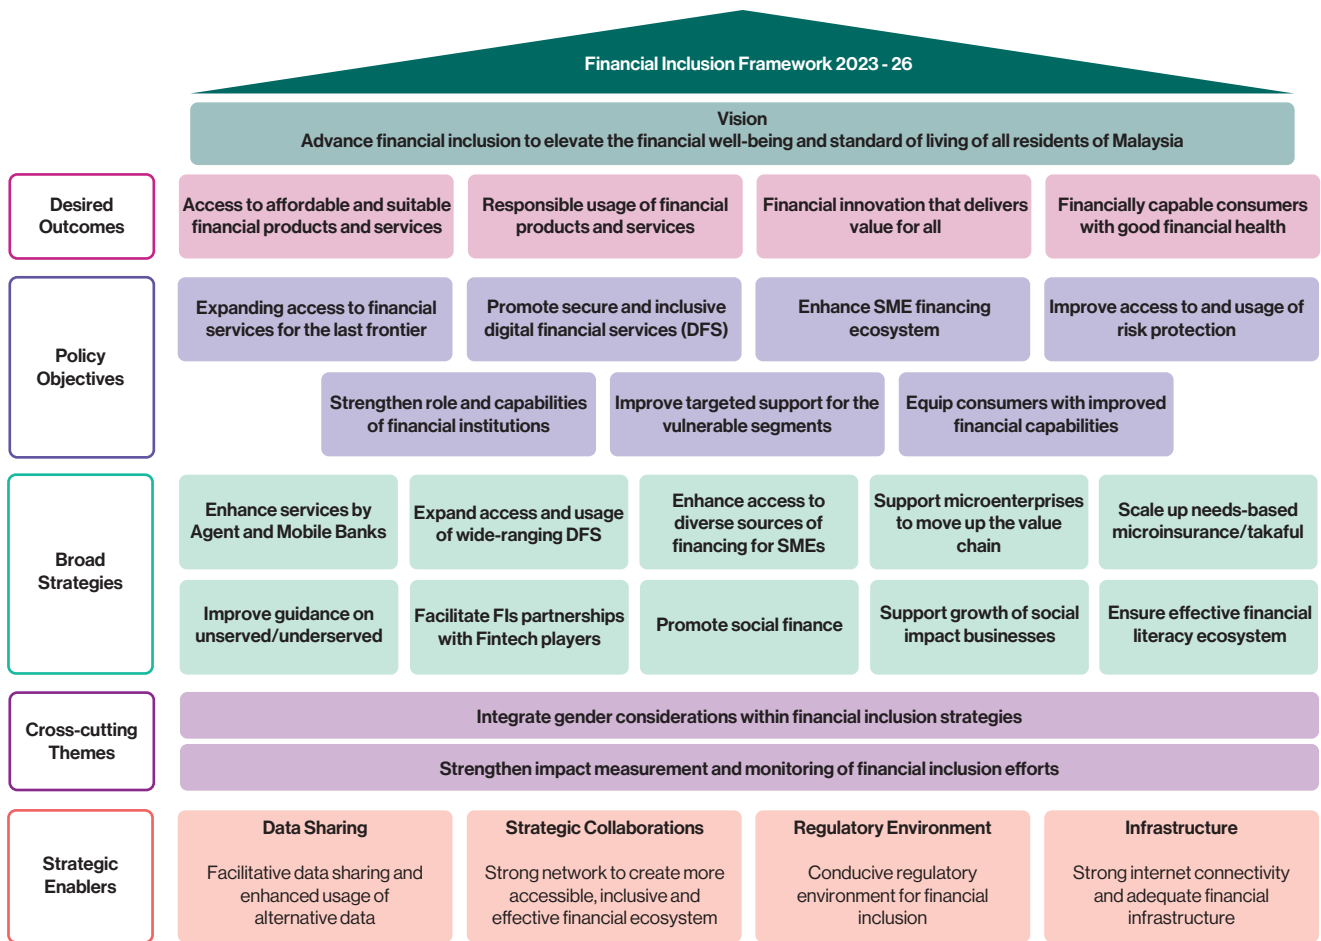 Financial Inclusion Framework 2023 - 26
Vision
Advance financial inclusion to elevate the financial well-being and standard of living of all residents of Malaysia
Desired
Outcomes
Access to affordable and suitable
financial products and services
Responsible usage of financial
products and services
Financial innovation that delivers
value for all
Financially capable consumers
with good financial health
Policy
Objectives
Expanding access to financial
services for the last frontier
Promote secure and inclusive
digital financial services (DFS)
Enhance SME financing
ecosystem
Improve access to and usage of
risk protection
Strengthen role and capabilities
of financial institutions
Improve targeted support for the
vulnerable segments
Equip consumers with improved
financial capabilities
Broad
Strategies
Enhance services by
Agent and Mobile Banks
Expand access and usage
of wide-ranging DFS
Enhance access to
diverse sources of
financing for SMEs
Support microenterprises
to move up the value
chain
Scale up needs-based
microinsurance/takaful
Improve guidance on
unserved/underserved
Facilitate FIs partnerships
with Fintech players
Promote social finance
Support growth of social
impact businesses
Ensure effective financial
literacy ecosystem
Cross-cutting
Themes
Integrate gender considerations within financial inclusion strategies
Strengthen impact measurement and monitoring of financial inclusion efforts
Strategic
Enablers
Data Sharing
Facilitative data sharing and
enhanced usage of
alternative data
Strategic Collaborations
Strong network to create more
accessible, inclusive and
effective financial ecosystem
Regulatory Environment
Conducive regulatory
environment for financial
inclusion
Infrastructure
Strong internet connectivity
and adequate financial
infrastructure